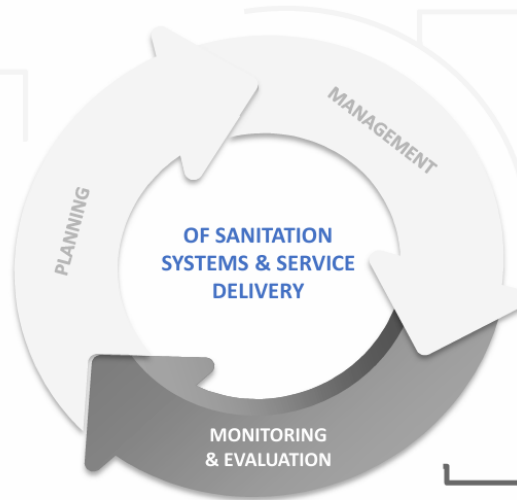 MANAGEMENT
PLANNING
OF SANITATION
SYSTEMS & SERVICE
DELIVERY
MONITORING
& EVALUATION